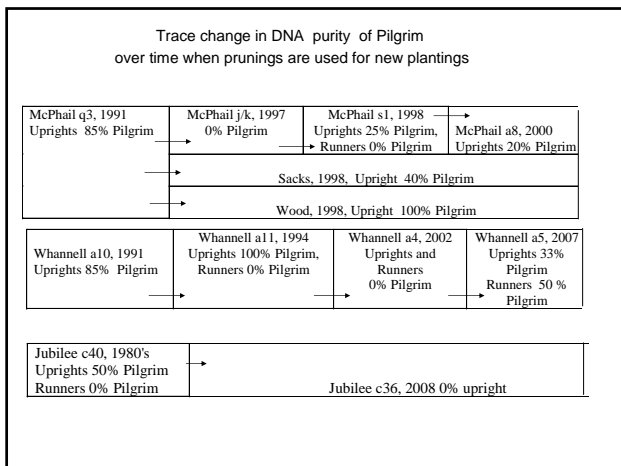 Trace change in DNA purity of Pilgrim
over time when prunings are used for new plantings
McPhail q3, 1991
Uprights 85% Pilgrim
McPhail j/k, 1997
0% Pilgrim
McPhail s1, 1998
Uprights 25% Pilgrim,
Runners 0% Pilgrim
McPhail a8, 2000
Uprights 20% Pilgrim
Sacks, 1998, Upright 40% Pilgrim
Wood, 1998, Upright 100% Pilgrim
Whannell a10, 1991
Uprights 85% Pilgrim
Whannell a11, 1994
Uprights 100% Pilgrim,
Runners 0% Pilgrim
Whannell a4, 2002
Uprights and
Runners
0% Pilgrim
Whannell a5, 2007
Uprights 33%
Pilgrim
Runners 50 %
Pilgrim
Jubilee c40, 1980's
Uprights 50% Pilgrim
Runners 0% Pilgrim
Jubilee c36, 2008 0% upright